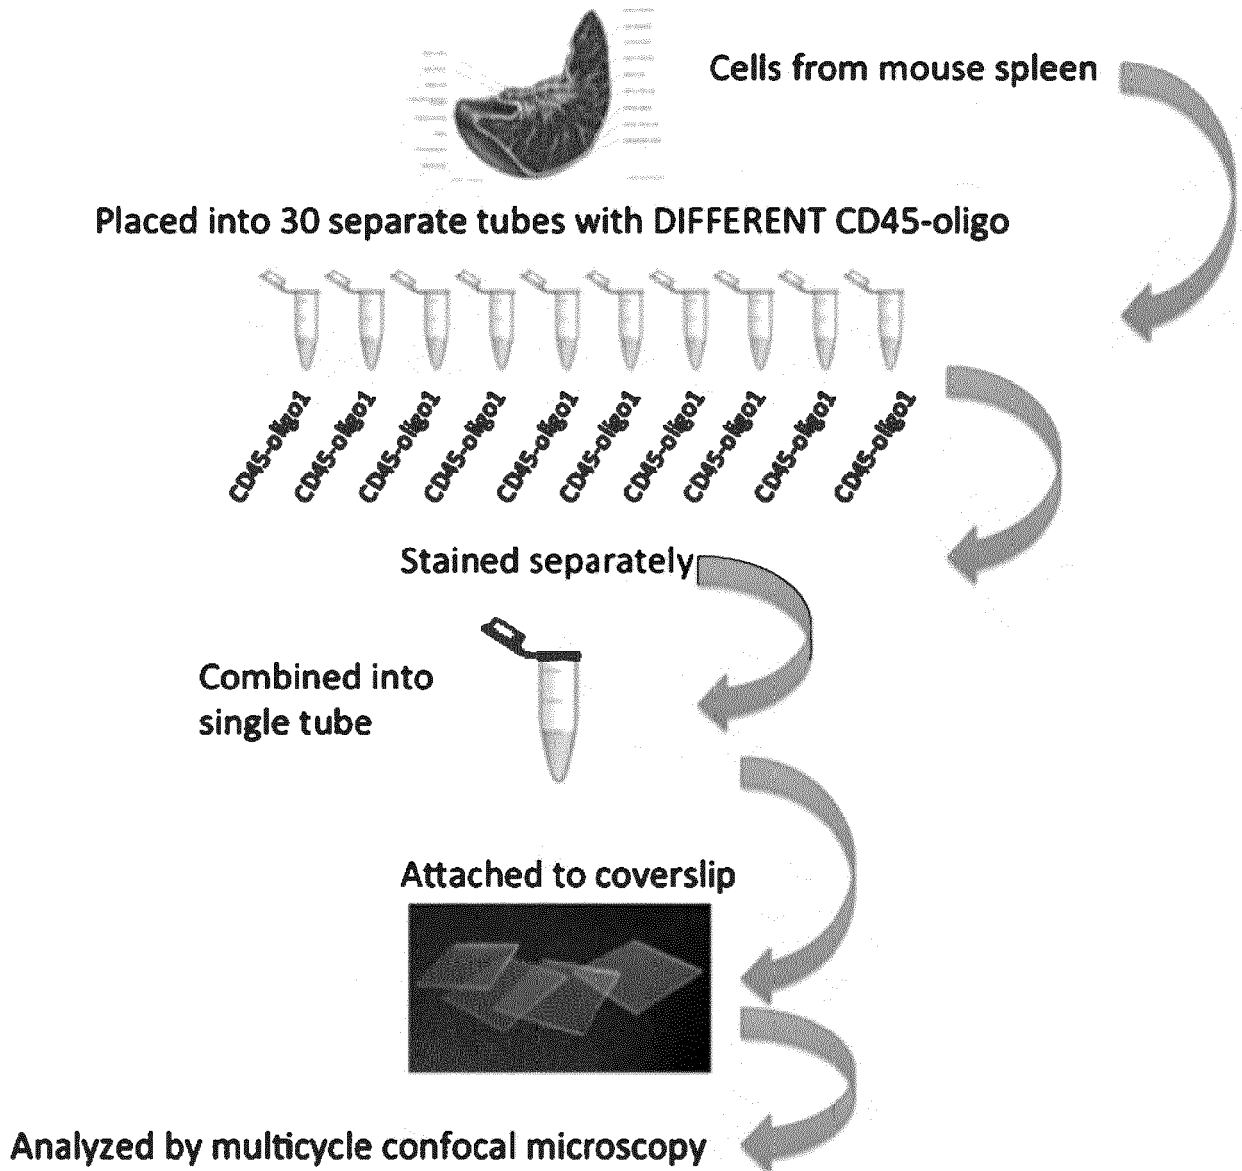 Cells from mouse spleen
Placed into 30 separate tubes with DIFFERENT CD45-oligo
CD45-oligo1
CD45-oligo1
CD45-oligo1
CD45-oligo1
CD45-oligo1
CD45-oligo1
CD45-oligo1
CD45-oligo1
CD45-oligo1
CD45-oligo1
Stained separately
Combined into
single tube
Attached to coverslip
Analyzed by multicycle confocal microscopy